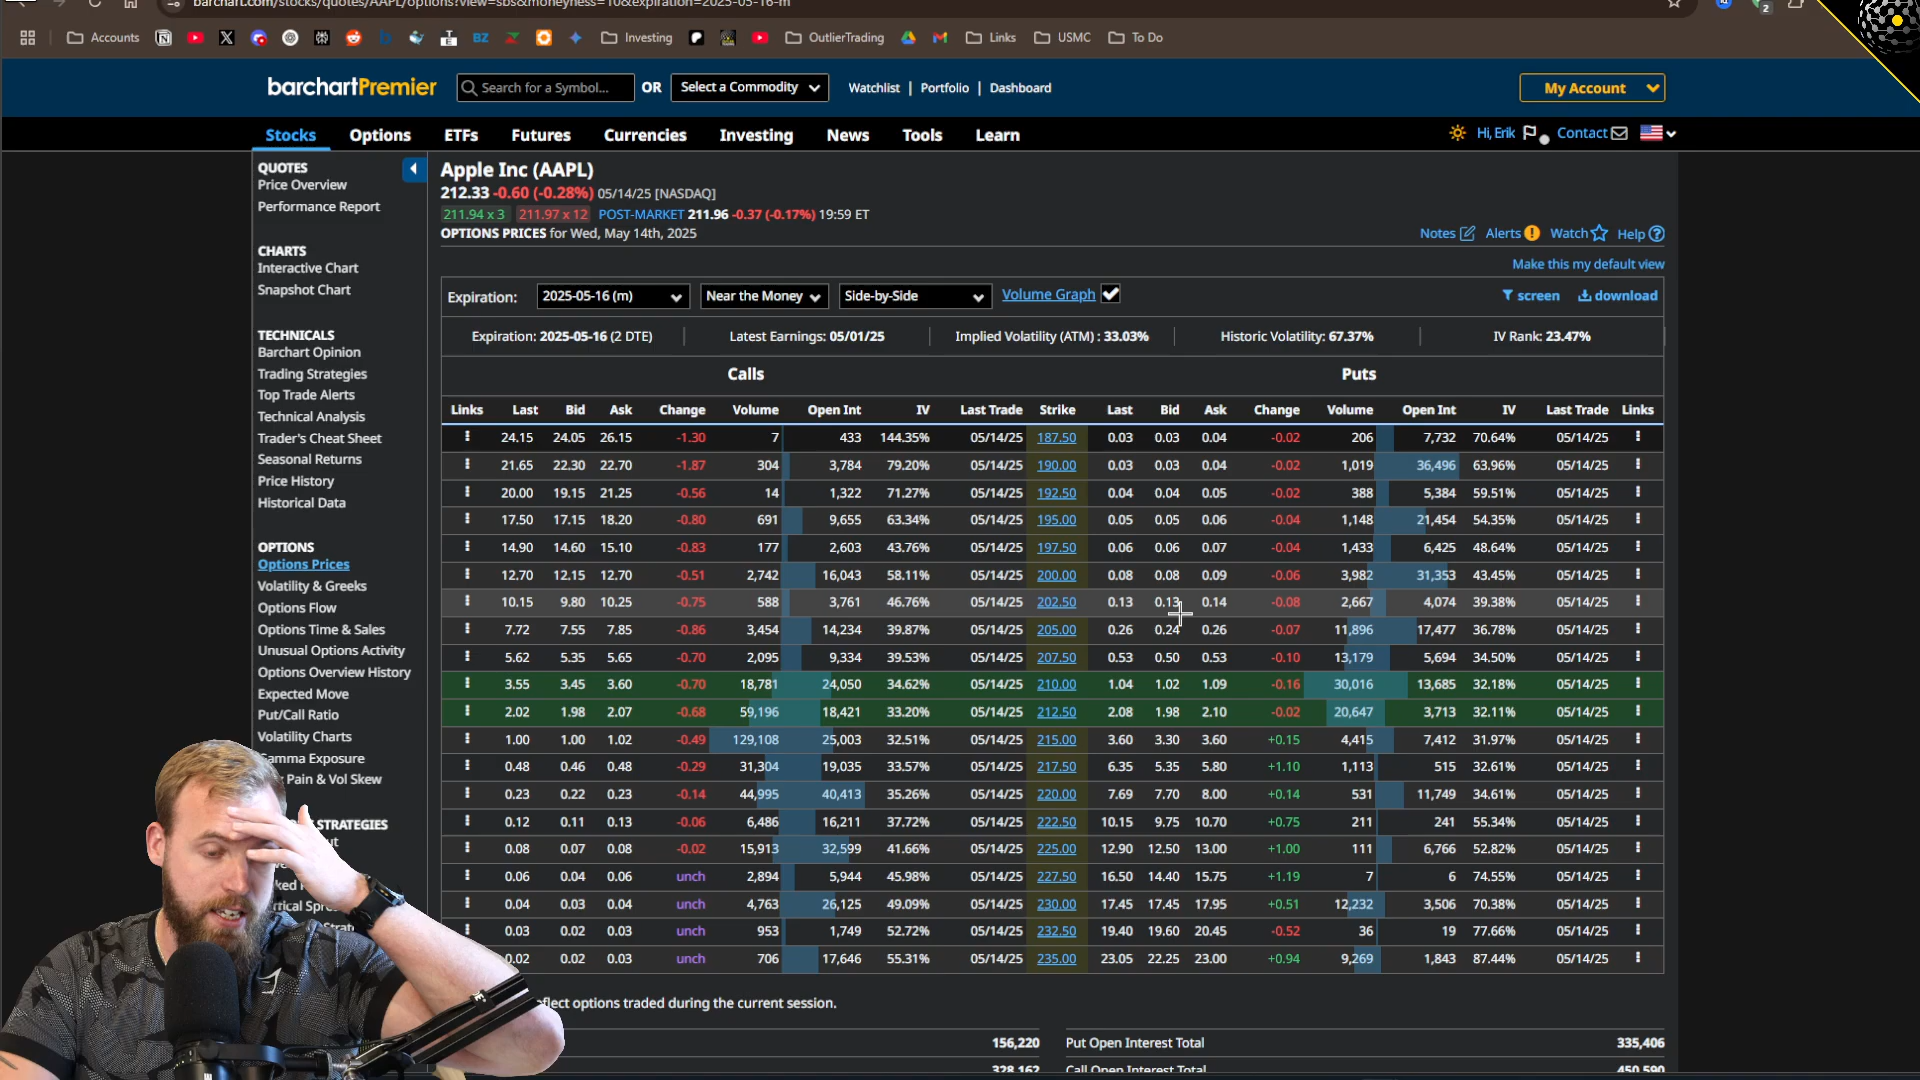 barchart.com/stocks/quotes/AAPL/options?view=sbs&moneyness=10&expiration=2025-05-16-m
2
Accounts
BZ
Investing
OutlierTrading
Links
USMC
To Do
barchartPremier
Search for a Symbol...
OR
Select a Commodity
Watchlist | Portfolio | Dashboard
My Account
Stocks Options ETFs Futures Currencies Investing News Tools Learn
Hi, Erik
Contact
QUOTES
Price Overview
Performance Report
CHARTS
Interactive Chart
Snapshot Chart
TECHNICALS
Barchart Opinion
Trading Strategies
Top Trade Alerts
Technical Analysis
Trader's Cheat Sheet
Seasonal Returns
Price History
Historical Data
OPTIONS
Options Prices
Volatility & Greeks
Options Flow
Options Time & Sales
Unusual Options Activity
Options Overview History
Expected Move
Put/Call Ratio
Volatility Charts
Gamma Exposure
Pain & Vol Skew
STRATEGIES
Apple Inc (AAPL)
212.33 -0.60 (-0.28%) 05/14/25 [NASDAQ]
211.94 x 3 211.97 x 12 POST-MARKET 211.96 -0.37 (-0.17%) 19:59 ET
OPTIONS PRICES for Wed, May 14th, 2025
Notes Alerts Watch Help
Make this my default view
Expiration: 2025-05-16 (m) Near the Money Side-by-Side Volume Graph
screen download
Expiration: 2025-05-16 (2 DTE) | Latest Earnings: 05/01/25 | Implied Volatility (ATM) : 33.03% | Historic Volatility: 67.37% | IV Rank: 23.47%
Calls Puts
Links Last Bid Ask Change Volume Open Int IV Last Trade Strike Last Bid Ask Change Volume Open Int IV Last Trade Links
24.15 24.05 26.15 -1.30 7 433 144.35% 05/14/25 187.50 0.03 0.03 0.04 -0.02 206 7,732 70.64% 05/14/25
21.65 22.30 22.70 -1.87 304 3,784 79.20% 05/14/25 190.00 0.03 0.03 0.04 -0.02 1,019 36,496 63.96% 05/14/25
20.00 19.15 21.25 -0.56 14 1,322 71.27% 05/14/25 192.50 0.04 0.04 0.05 -0.02 388 5,384 59.51% 05/14/25
17.50 17.15 18.20 -0.80 691 9,655 63.34% 05/14/25 195.00 0.05 0.05 0.06 -0.04 1,148 21,454 54.35% 05/14/25
14.90 14.60 15.10 -0.83 177 2,603 43.76% 05/14/25 197.50 0.06 0.06 0.07 -0.04 1,433 6,425 48.64% 05/14/25
12.70 12.15 12.70 -0.51 2,742 16,043 58.11% 05/14/25 200.00 0.08 0.08 0.09 -0.06 3,982 31,353 43.45% 05/14/25
10.15 9.80 10.25 -0.75 588 3,761 46.76% 05/14/25 202.50 0.13 0.13 0.14 -0.08 2,667 4,074 39.38% 05/14/25
7.72 7.55 7.85 -0.86 3,454 14,234 39.87% 05/14/25 205.00 0.26 0.24 0.26 -0.07 11,896 17,477 36.78% 05/14/25
5.62 5.35 5.65 -0.70 2,095 9,334 39.53% 05/14/25 207.50 0.53 0.50 0.53 -0.10 13,179 5,694 34.50% 05/14/25
3.55 3.45 3.60 -0.70 18,781 24,050 34.62% 05/14/25 210.00 1.04 1.02 1.09 -0.16 30,016 13,685 32.18% 05/14/25
2.02 1.98 2.07 -0.68 59,196 18,421 33.20% 05/14/25 212.50 2.08 1.98 2.10 -0.02 20,647 3,713 32.11% 05/14/25
1.00 1.00 1.02 -0.49 129,108 25,003 32.51% 05/14/25 215.00 3.60 3.30 3.60 +0.15 4,415 7,412 31.97% 05/14/25
0.48 0.46 0.48 -0.29 31,304 19,035 33.57% 05/14/25 217.50 6.35 5.35 5.80 +1.10 1,113 515 32.61% 05/14/25
0.23 0.22 0.23 -0.14 44,995 40,413 35.26% 05/14/25 220.00 7.69 7.70 8.00 +0.14 531 11,749 34.61% 05/14/25
0.12 0.11 0.13 -0.06 6,486 16,211 37.72% 05/14/25 222.50 10.15 9.75 10.70 +0.75 211 241 55.34% 05/14/25
0.08 0.07 0.08 -0.02 15,913 32,599 41.66% 05/14/25 225.00 12.90 12.50 13.00 +1.00 111 6,766 52.82% 05/14/25
0.06 0.04 0.06 unch 2,894 5,944 45.98% 05/14/25 227.50 16.50 14.40 15.75 +1.19 7 6 74.55% 05/14/25
0.04 0.03 0.04 unch 4,763 26,125 49.09% 05/14/25 230.00 17.45 17.45 17.95 +0.51 12,232 3,506 70.38% 05/14/25
0.03 0.02 0.03 unch 953 1,749 52.72% 05/14/25 232.50 19.40 19.60 20.45 -0.52 36 19 77.66% 05/14/25
0.02 0.02 0.03 unch 706 17,646 55.31% 05/14/25 235.00 23.05 22.25 23.00 +0.94 9,269 1,843 87.44% 05/14/25
eflect options traded during the current session.
156,220 Put Open Interest Total 335,406
328,162 Call Open Interest Total 450,590